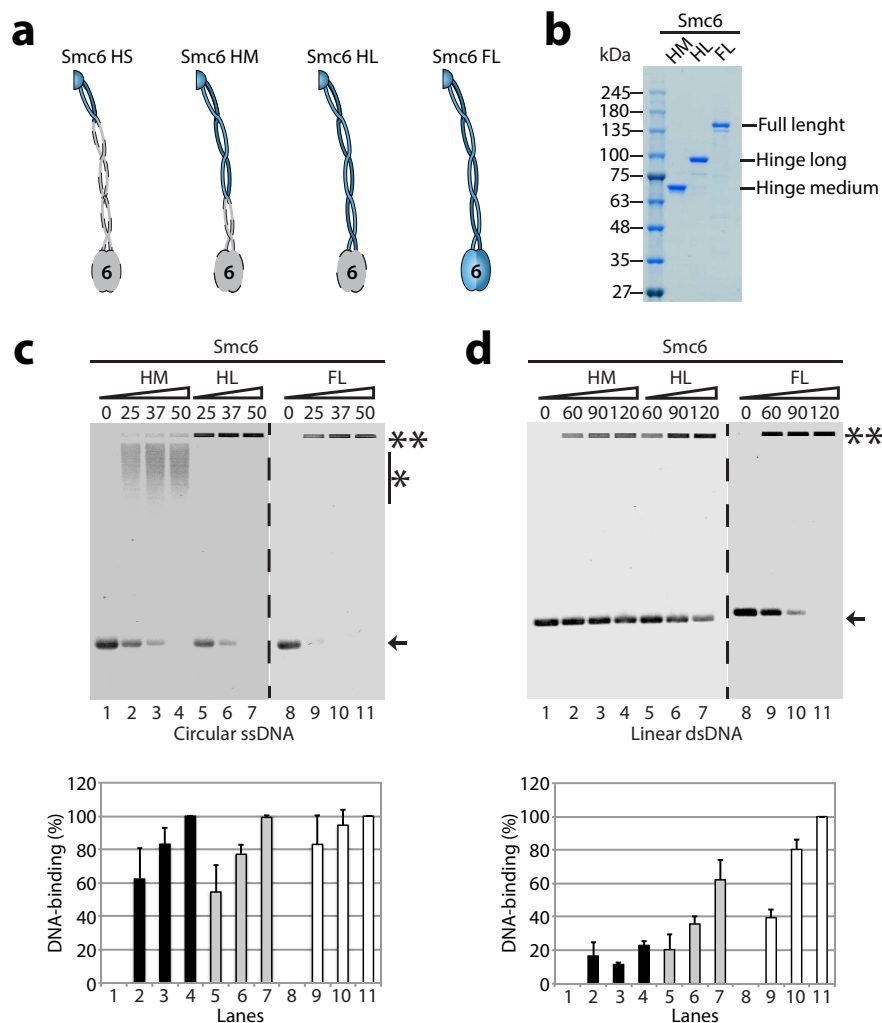 a
Smc6 HS
Smc6 HM
Smc6 HL
Smc6 FL
6
6
6
6
b
Smc6
kDa
HM
HL
FL
245
180
135
100
75
63
48
35
27
Full lenght
Hinge long
Hinge medium
c
Smc6
HM HL FL
0 25 37 50 25 37 50 0 25 37 50
**
*
1 2 3 4 5 6 7 8 9 10 11
Circular ssDNA
DNA-binding (%)
120
100
80
60
40
20
0
1 2 3 4 5 6 7 8 9 10 11
Lanes
d
Smc6
HM HL FL
0 60 90 120 60 90 120 0 60 90 120
**
1 2 3 4 5 6 7 8 9 10 11
Linear dsDNA
DNA-binding (%)
120
100
80
60
40
20
0
1 2 3 4 5 6 7 8 9 10 11
Lanes